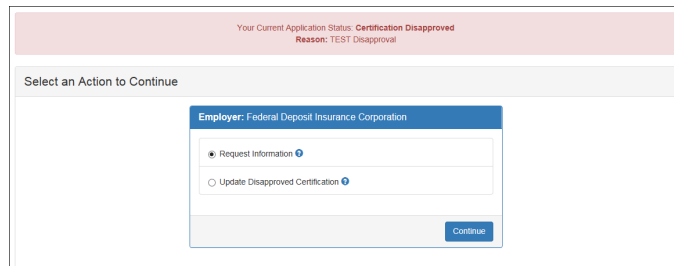 Your Current Application Status: Certification Disapproved
Reason: TEST Disapproval
Select an Action to Continue
Employer: Federal Deposit Insurance Corporation
Request Information ?
Update Disapproved Certification ?
Continue